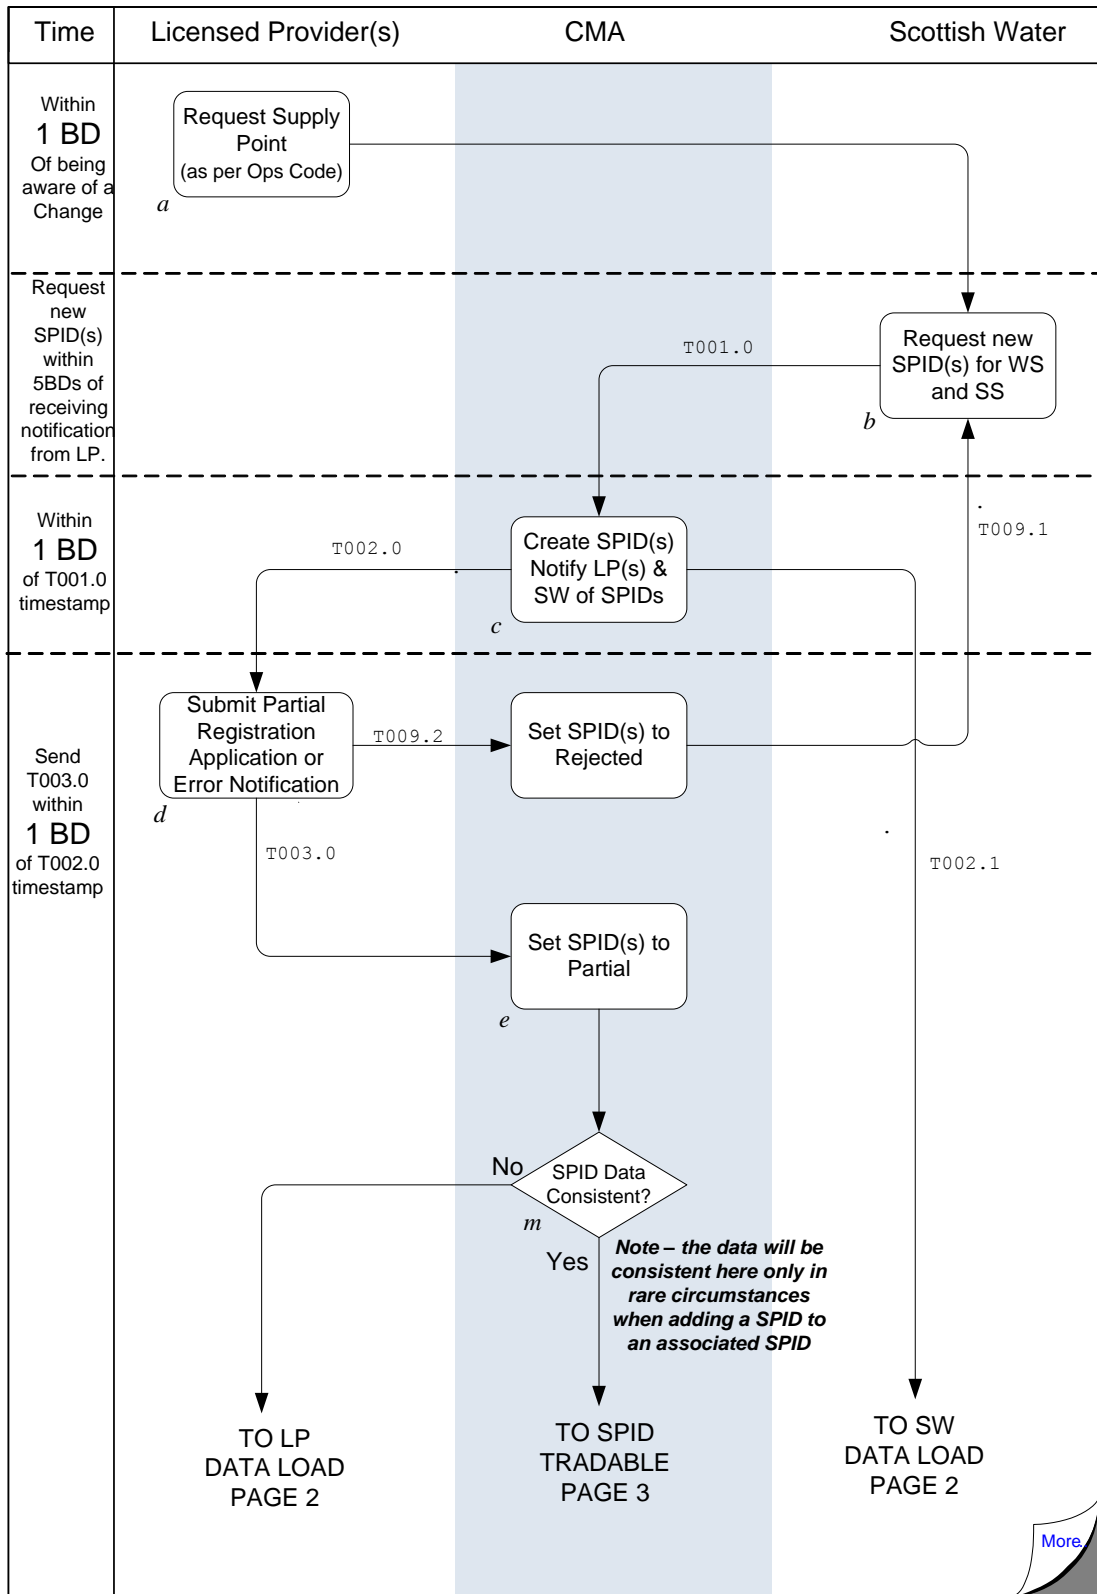 Time
Licensed Provider(s)
CMA
Scottish Water
Within
1 BD
Of being
aware of a
Change
Request Supply
Point
(as per Ops Code)
a
Request
new
SPID(s)
within
5BDs of
receiving
notification
from LP.
T001.0
Request new
SPID(s) for WS
and SS
b
Within
1 BD
of T001.0
timestamp
T002.0
Create SPID(s)
Notify LP(s) &
SW of SPIDs
c
T009.1
Send
T003.0
within
1 BD
of T002.0
timestamp
Submit Partial
Registration
Application or
Error Notification
d
T009.2
Set SPID(s) to
Rejected
T003.0
T002.1
Set SPID(s) to
Partial
e
No
SPID Data
Consistent?
m
Yes
Note – the data will be
consistent here only in
rare circumstances
when adding a SPID to
an associated SPID
TO LP
DATA LOAD
PAGE 2
TO SPID
TRADABLE
PAGE 3
TO SW
DATA LOAD
PAGE 2
More..